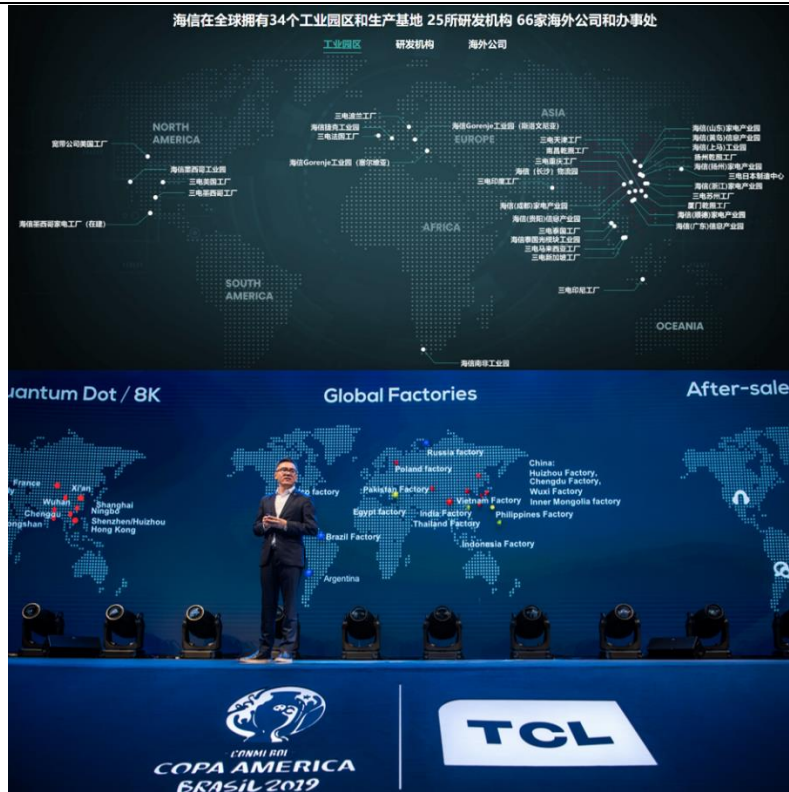 海信在全球拥有34个工业园区和生产基地 25所研发机构 66家海外公司和办事处
工业园区 研发机构 海外公司
NORTH
AMERICA
宽带公司美国工厂
海信墨西哥工业园
三电美国工厂
三电墨西哥工厂
海信墨西哥家电工厂（在建）
SOUTH
AMERICA
三电波兰工厂
海信捷克工业园
三电法国工厂
海信Gorenje工业园（塞尔维亚）
海信Gorenje工业园（斯洛文尼亚）
EUROPE
AFRICA
海信南非工业园
ASIA
三电天津工厂
南昌乾照工厂
三电重庆工厂
海信（长沙）物流园
三电印度工厂
海信(成都)家电产业园
海信(贵阳)信息产业园
三电泰国工厂
海信泰国光模块工业园
三电马来西亚工厂
三电新加坡工厂
三电印尼工厂
海信(山东)家电产业园
海信(黄岛)信息产业园
海信(上马)工业园
扬州乾照工厂
海信(扬州)家电产业园
三电日本制造中心
海信(浙江)家电产业园
三电苏州工厂
厦门乾照工厂
海信(顺德)家电产业园
海信(广东)信息产业园
OCEANIA
uantum Dot / 8K
Global Factories
After-sale
France
Xi'an
Wuhan
Shanghai
Ningbo
Chengdu
Shenzhen/Huizhou
ongshan
Hong Kong
Russia factory
Poland factory
co factory
Pakistan Factory
Vietnam Factory
Egypt factory
India Factory
Philippines Factory
Thailand Factory
Brazil Factory
Indonesia Factory
Argentina
China:
Huizhou Factory,
Chengdu Factory,
Wuxi Factory
Inner Mongolia factory
CONMEBOL
COPA AMERICA
BRASIL 2019
TCL